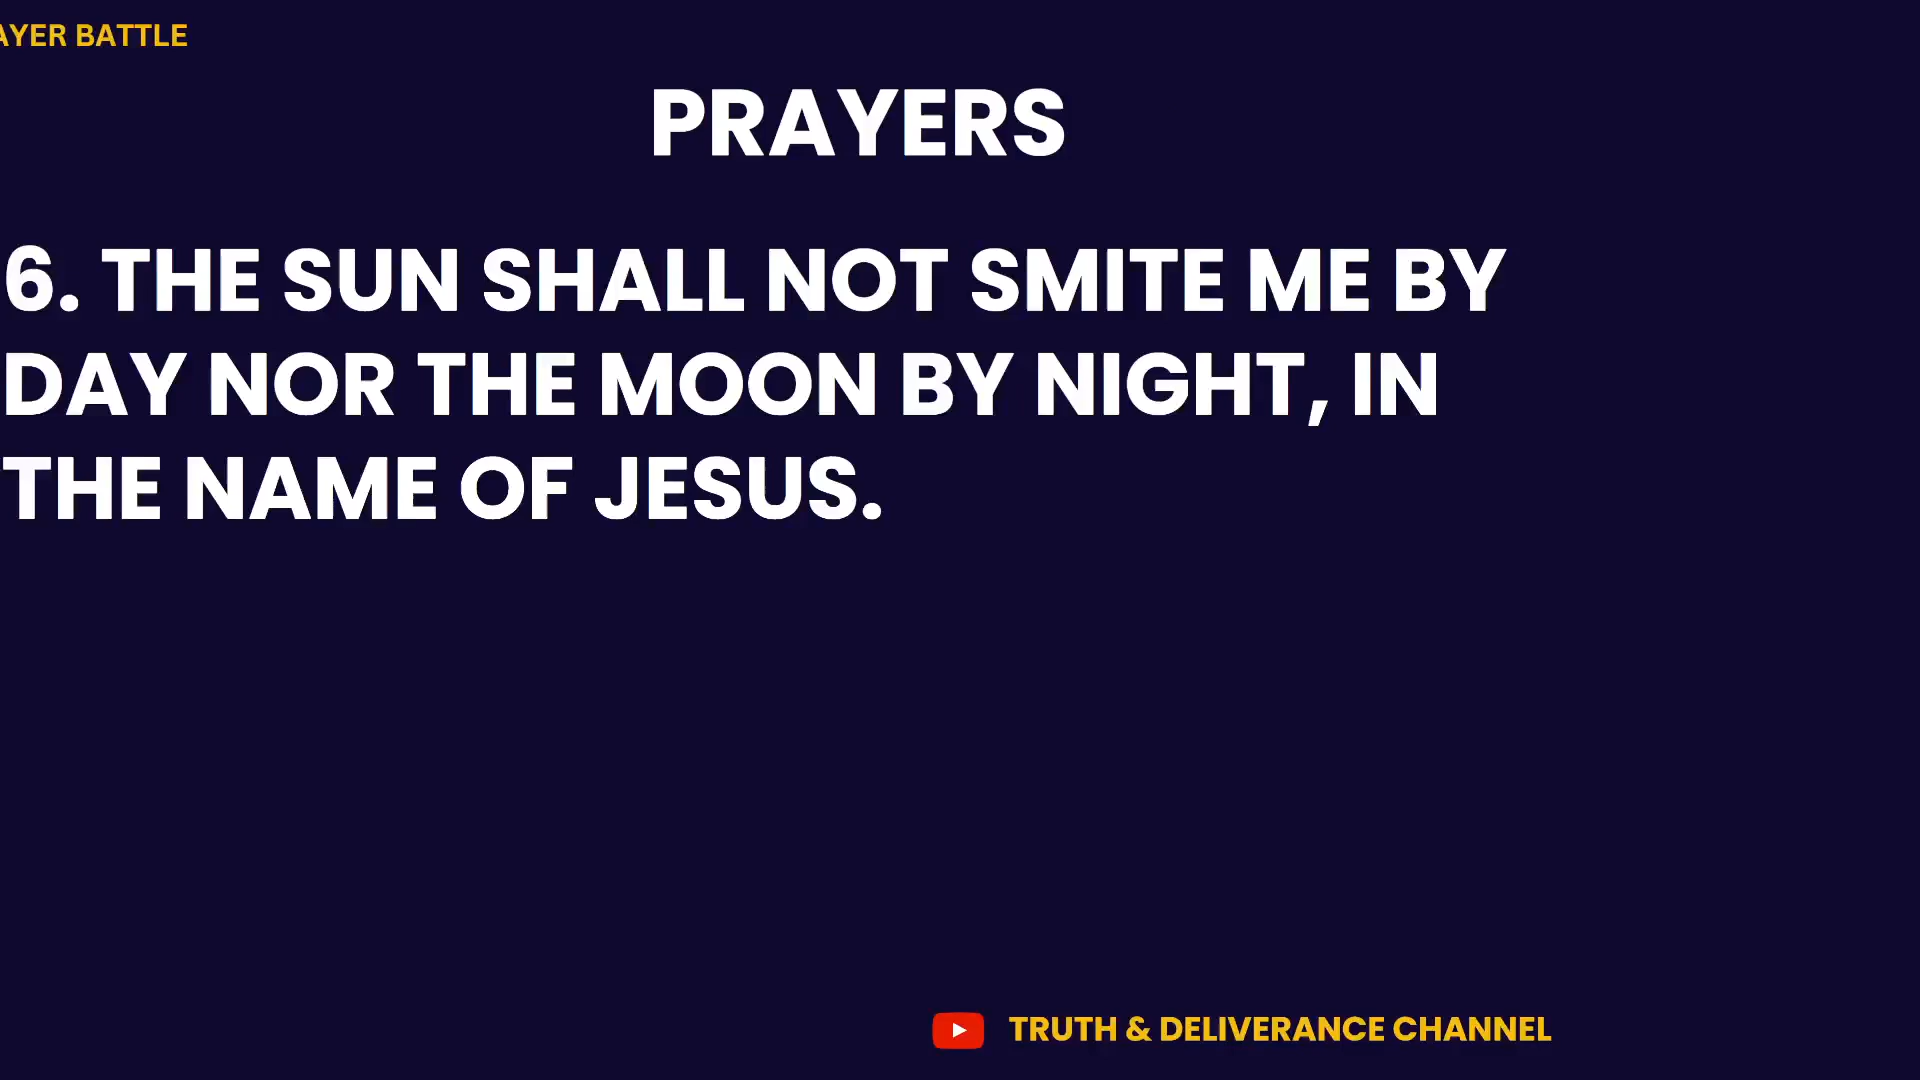 AYER BATTLE
PRAYERS
6. THE SUN SHALL NOT SMITE ME BY
DAY NOR THE MOON BY NIGHT, IN
THE NAME OF JESUS.
TRUTH & DELIVERANCE CHANNEL